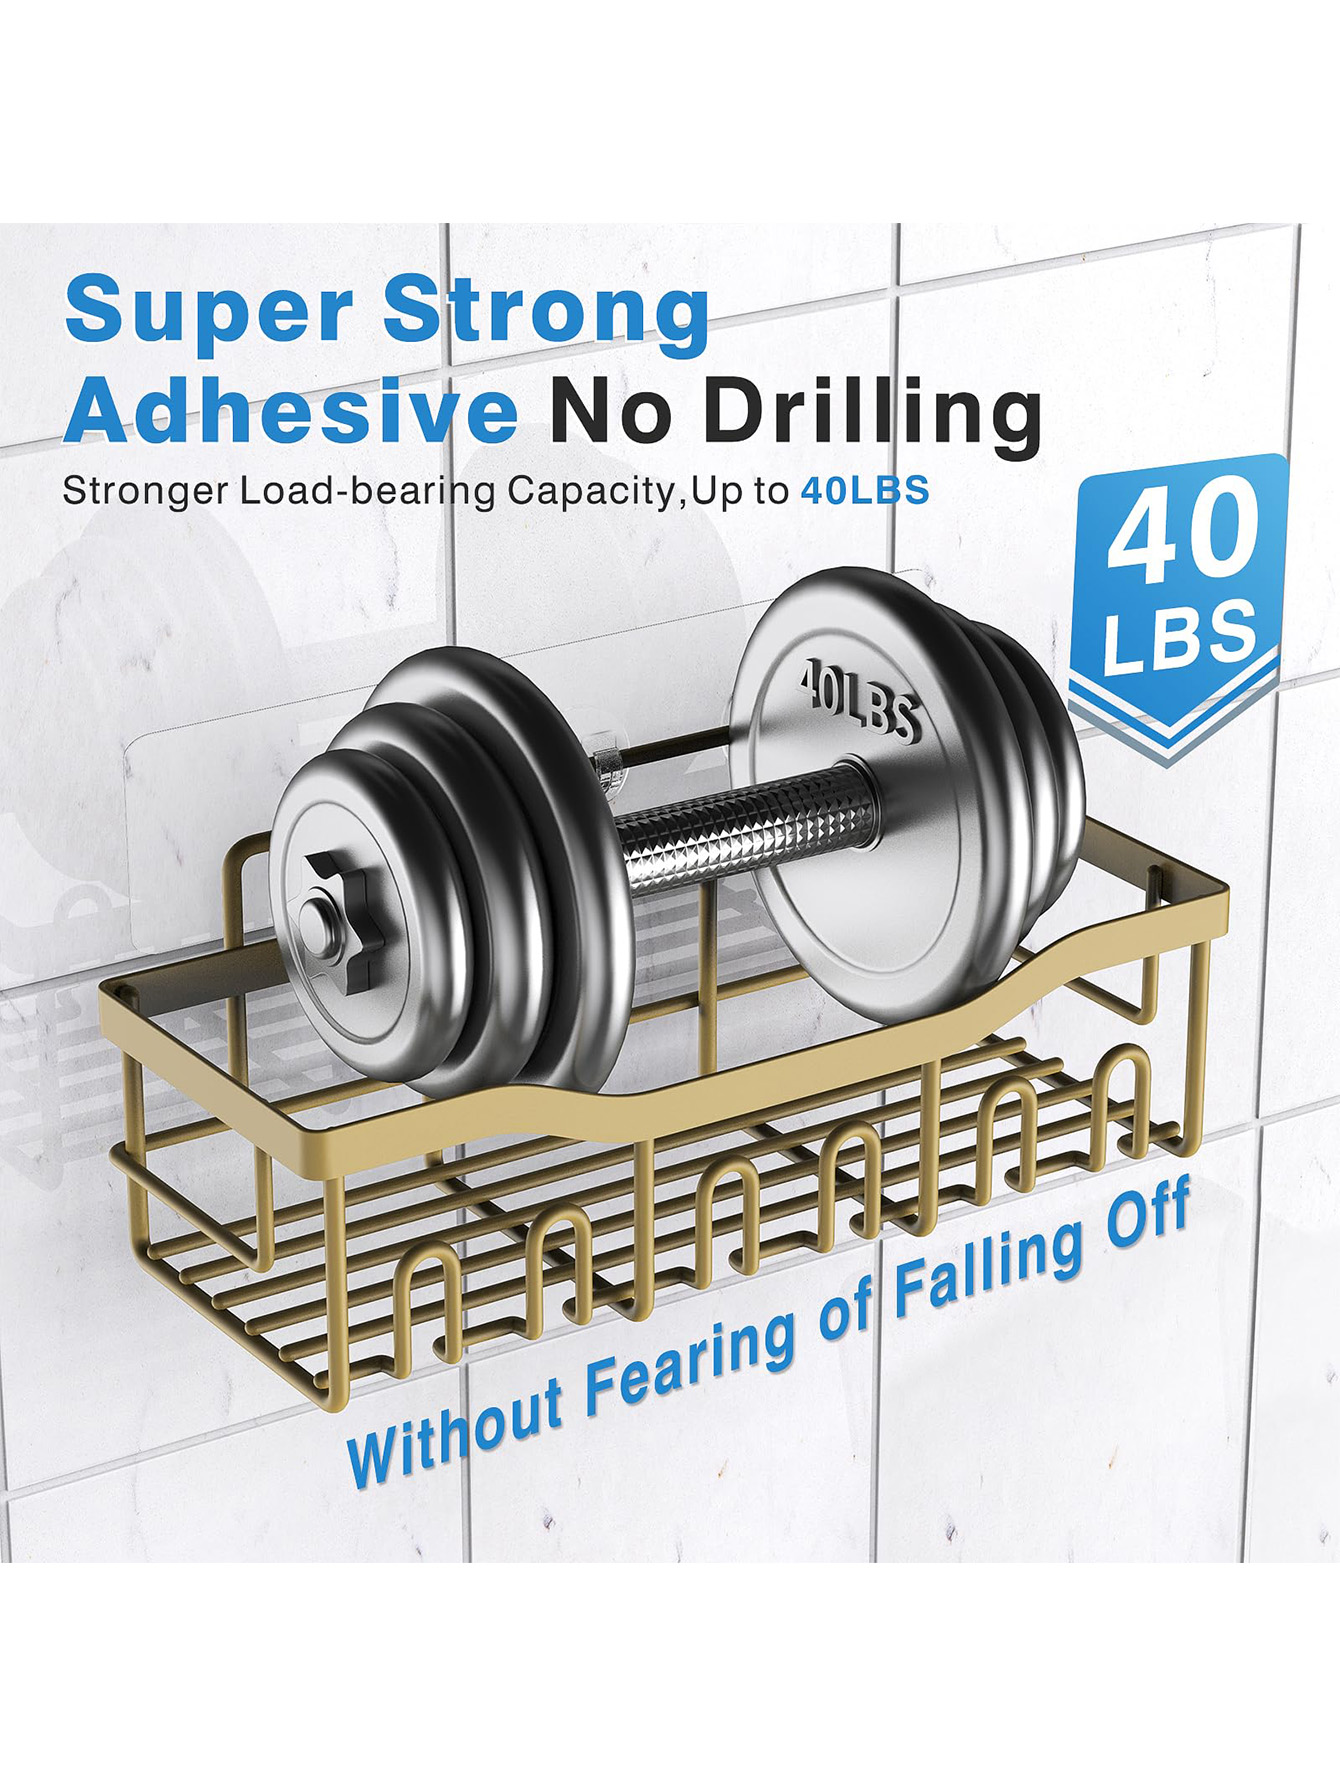 Super Strong
Adhesive No Drilling
Stronger Load-bearing Capacity,Up to 40LBS
40
LBS
40LBS
Without Fearing of Falling Off